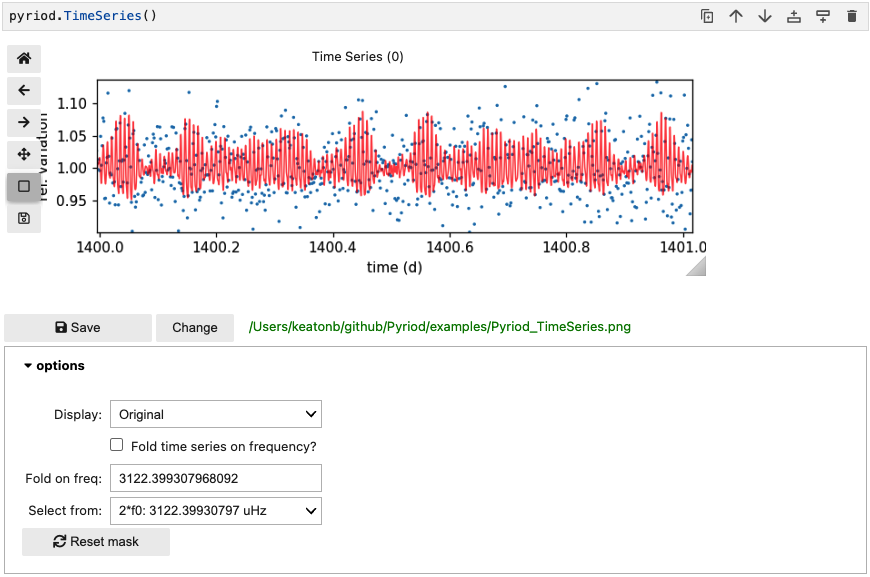 pyriod.TimeSeries()
Time Series (0)
rel. variation
1.10
1.05
1.00
0.95
1400.0 1400.2 1400.4 1400.6 1400.8 1401.0
time (d)
Save Change /Users/keatonb/github/Pyriod/examples/Pyriod_TimeSeries.png
options
Display: Original
Fold time series on frequency?
Fold on freq: 3122.399307968092
Select from: 2*f0: 3122.39930797 uHz
Reset mask